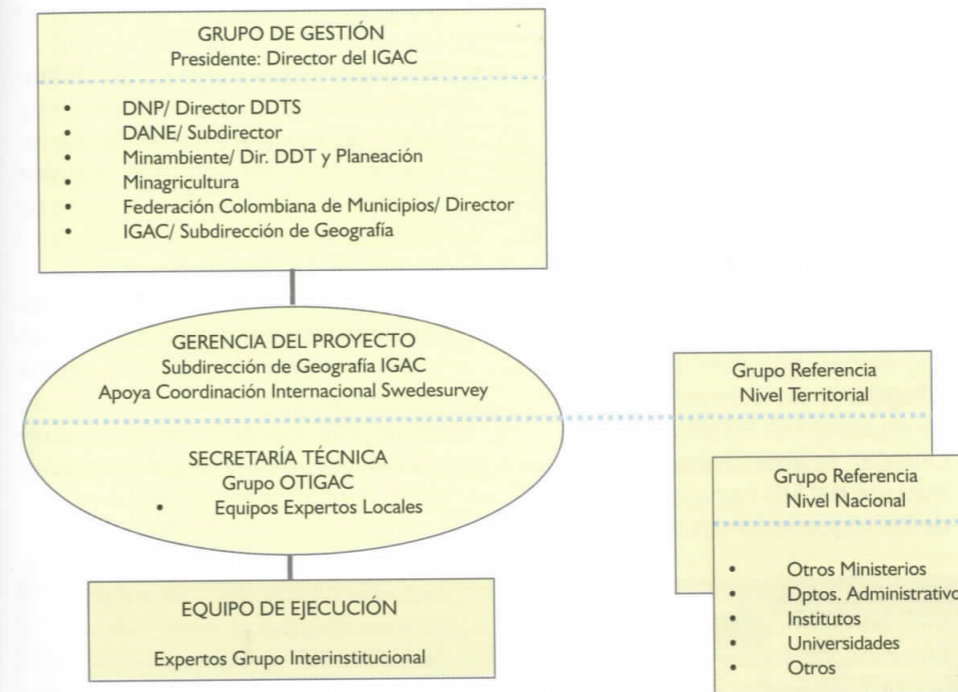 GRUPO DE GESTIÓN
Presidente: Director del IGAC
• DNP/ Director DDTS
• DANE/ Subdirector
• Minambiente/ Dir. DDT y Planeación
• Minagricultura
• Federación Colombiana de Municipios/ Director
• IGAC/ Subdirección de Geografía
GERENCIA DEL PROYECTO
Subdirección de Geografía IGAC
Apoya Coordinación Internacional Swedesurvey
SECRETARÍA TÉCNICA
Grupo OTIGAC
• Equipos Expertos Locales
EQUIPO DE EJECUCIÓN
Expertos Grupo Interinstitucional
Grupo Referencia
Nivel Territorial
Grupo Referencia
Nivel Nacional
• Otros Ministerios
• Dptos. Administrativo
• Institutos
• Universidades
• Otros